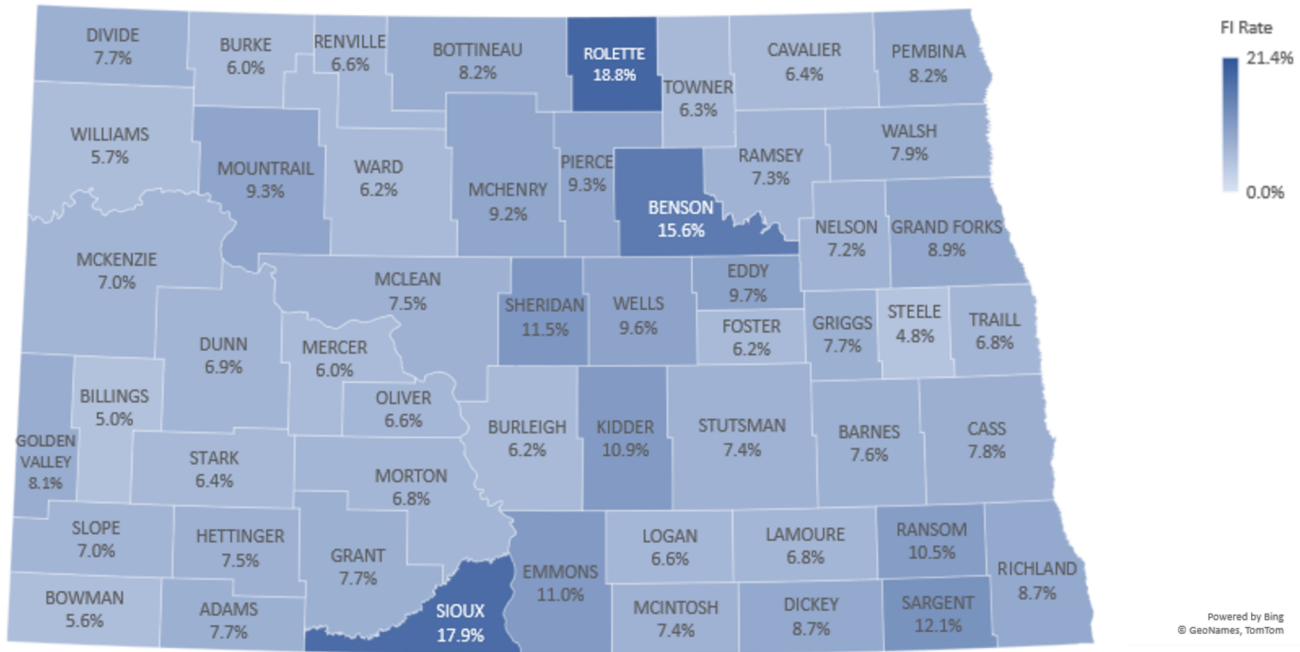 DIVIDE
7.7%
BURKE
6.0%
RENVILLE
6.6%
BOTTINEAU
8.2%
ROLETTE
18.8%
TOWNER
6.3%
CAVALIER
6.4%
PEMBINA
8.2%
FI Rate
21.4%
0.0%
WILLIAMS
5.7%
MOUNTRAIL
9.3%
WARD
6.2%
MCHENRY
9.2%
PIERCE
9.3%
BENSON
15.6%
RAMSEY
7.3%
WALSH
7.9%
NELSON
7.2%
GRAND FORKS
8.9%
MCKENZIE
7.0%
DUNN
6.9%
MCLEAN
7.5%
MERCER
6.0%
OLIVER
6.6%
SHERIDAN
11.5%
WELLS
9.6%
EDDY
9.7%
FOSTER
6.2%
GRIGGS
7.7%
STEELE
4.8%
TRAILL
6.8%
GOLDEN
VALLEY
8.1%
BILLINGS
5.0%
STARK
6.4%
MORTON
6.8%
BURLEIGH
6.2%
KIDDER
10.9%
STUTSMAN
7.4%
BARNES
7.6%
CASS
7.8%
SLOPE
7.0%
HETTINGER
7.5%
GRANT
7.7%
BOWMAN
5.6%
ADAMS
7.7%
SIOUX
17.9%
EMMONS
11.0%
LOGAN
6.6%
LAMOURE
6.8%
RANSOM
10.5%
RICHLAND
8.7%
MCINTOSH
7.4%
DICKEY
8.7%
SARGENT
12.1%
Powered by Bing
© GeoNames, TomTom